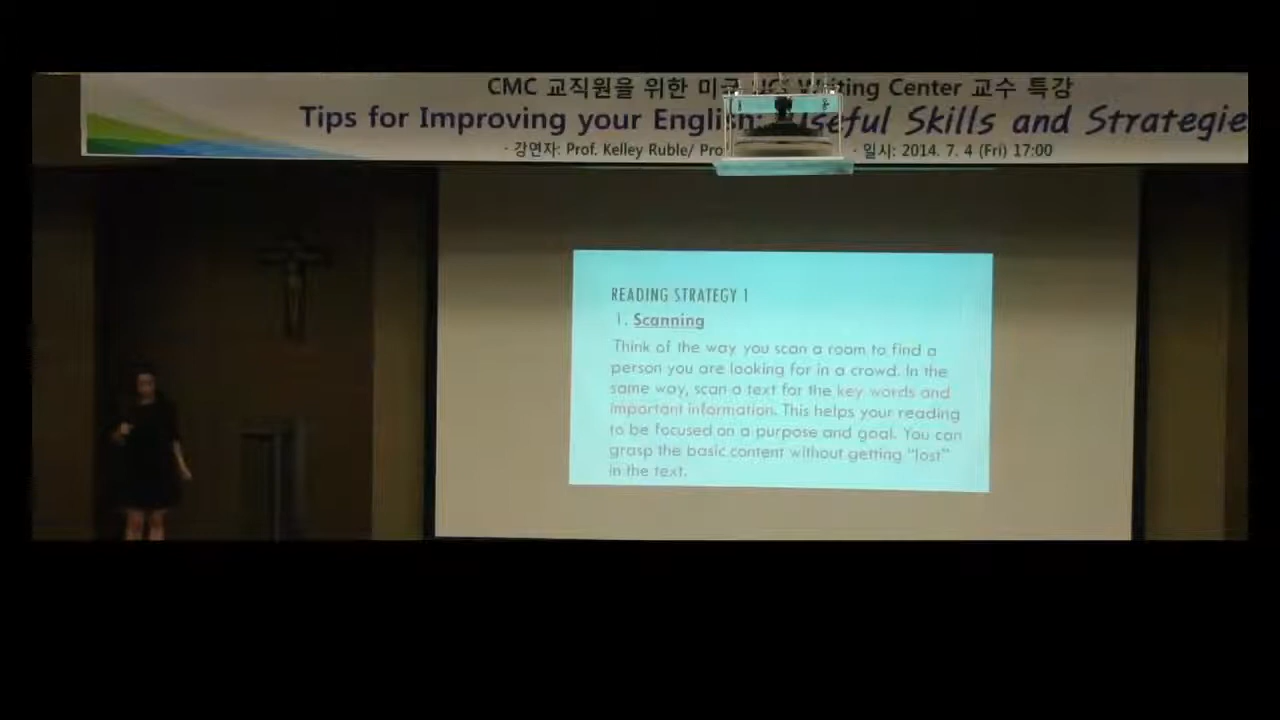 CMC 교직원을 위한 미국 UCI Writing Center 교수 특강
Tips for Improving your English: Useful Skills and Strategie
· 강연자: Prof. Kelley Ruble/ Pro
· 일시: 2014. 7. 4 (Fri) 17:00
READING STRATEGY 1
1. Scanning
Think of the way you scan a room to find a
person you are looking for in a crowd. In the
same way, scan a text for the key words and
important information. This helps your reading
to be focused on a purpose and goal. You can
grasp the basic content without getting "lost"
in the text.